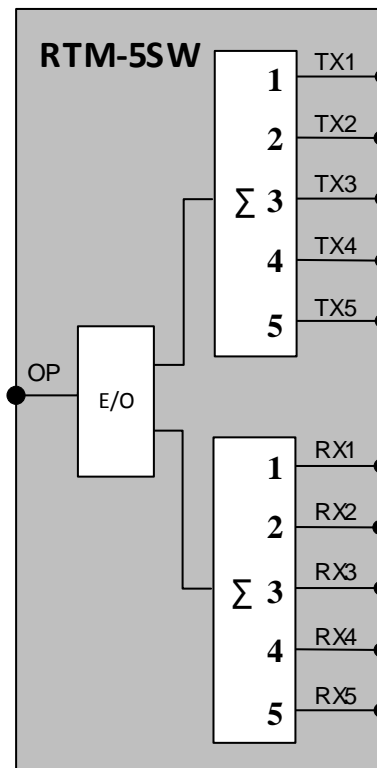 RTM-5SW
1 TX1
2 TX2
∑ 3 TX3
4 TX4
5 TX5
OP
E/O
1 RX1
2 RX2
∑ 3 RX3
4 RX4
5 RX5